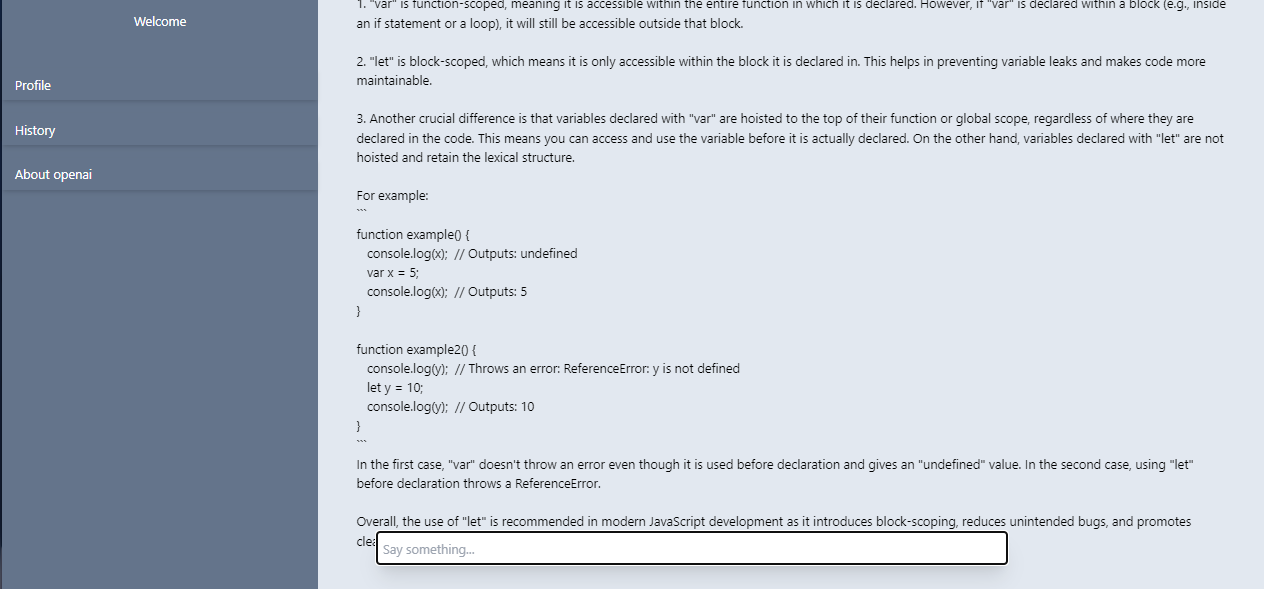 Welcome
Profile
History
About openai
1. "var" is function-scoped, meaning it is accessible within the entire function in which it is declared. However, if "var" is declared within a block (e.g., inside
an if statement or a loop), it will still be accessible outside that block.
2. "let" is block-scoped, which means it is only accessible within the block it is declared in. This helps in preventing variable leaks and makes code more
maintainable.
3. Another crucial difference is that variables declared with "var" are hoisted to the top of their function or global scope, regardless of where they are
declared in the code. This means you can access and use the variable before it is actually declared. On the other hand, variables declared with "let" are not
hoisted and retain the lexical structure.
For example:
```
function example() {
console.log(x); // Outputs: undefined
var x = 5;
console.log(x); // Outputs: 5
}
function example2() {
console.log(y); // Throws an error: ReferenceError: y is not defined
let y = 10;
console.log(y); // Outputs: 10
}
```
In the first case, "var" doesn't throw an error even though it is used before declaration and gives an "undefined" value. In the second case, using "let"
before declaration throws a ReferenceError.
Overall, the use of "let" is recommended in modern JavaScript development as it introduces block-scoping, reduces unintended bugs, and promotes
Say something...